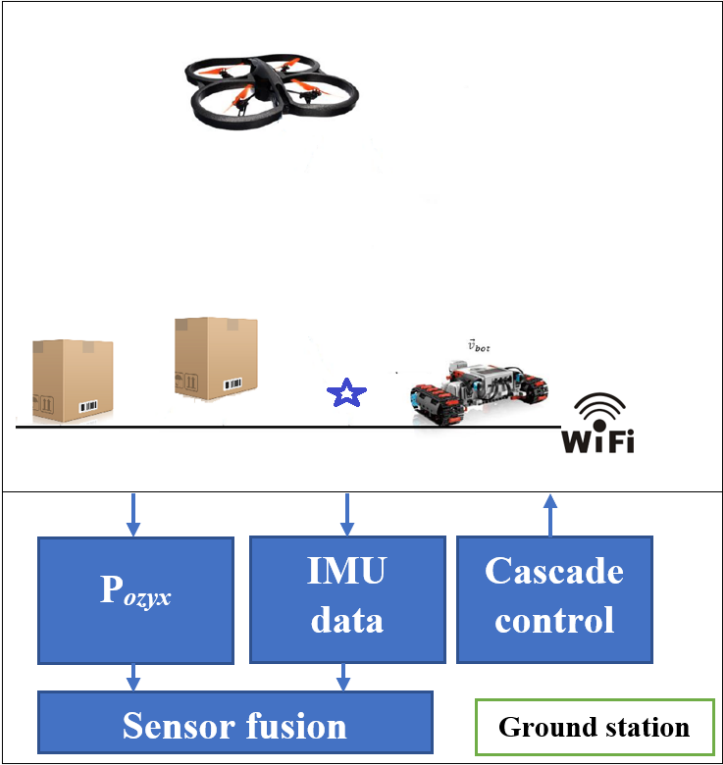 v⃗bot
WiFi
Pozyx
IMU
data
Cascade
control
Sensor fusion
Ground station